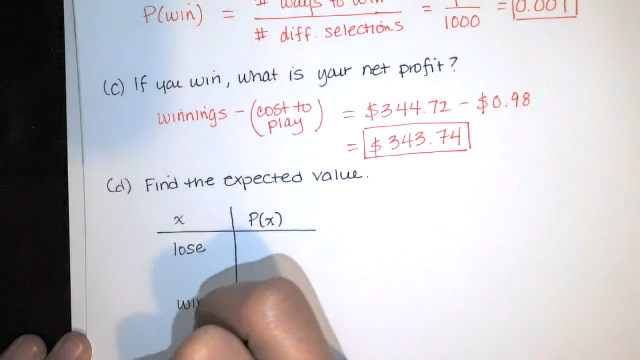 # ways to win
P(win) = ── = 1/1000 = 0.001
# diff. selections
(c) If you win, what is your net profit?
winnings - (cost to play) = $344.72 - $0.98
= $343.74
(d) Find the expected value.
x P(x)
lose
wi